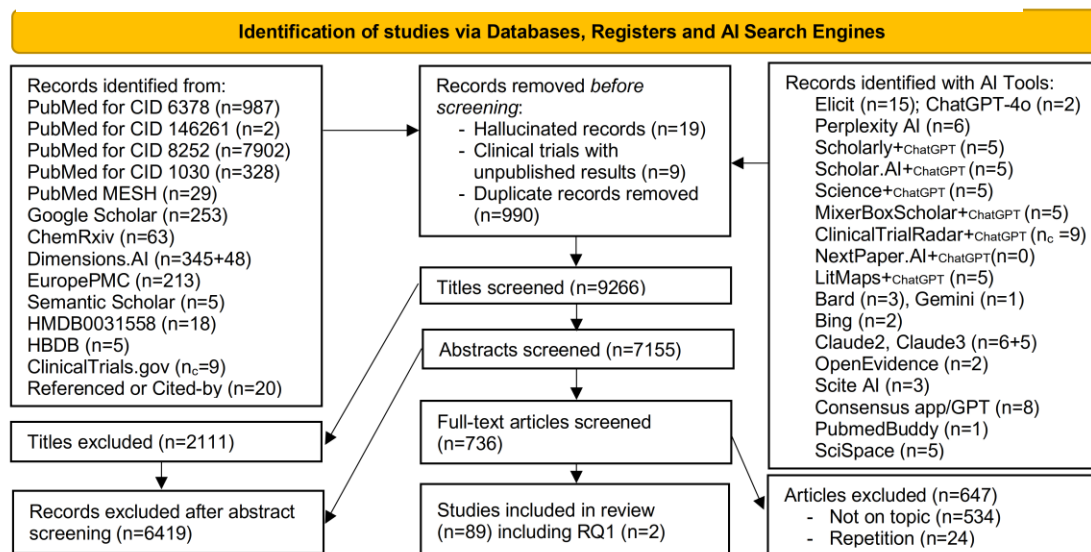 Identification of studies via Databases, Registers and AI Search Engines
Records identified from:
PubMed for CID 6378 (n=987)
PubMed for CID 146261 (n=2)
PubMed for CID 8252 (n=7902)
PubMed for CID 1030 (n=328)
PubMed MESH (n=29)
Google Scholar (n=253)
ChemRxiv (n=63)
Dimensions.AI (n=345+48)
EuropePMC (n=213)
Semantic Scholar (n=5)
HMDB0031558 (n=18)
HBDB (n=5)
ClinicalTrials.gov (nc=9)
Referenced or Cited-by (n=20)
Records removed before
screening:
- Hallucinated records (n=19)
- Clinical trials with
unpublished results (n=9)
- Duplicate records removed
(n=990)
Records identified with AI Tools:
Elicit (n=15); ChatGPT-4o (n=2)
Perplexity AI (n=6)
Scholarly+ChatGPT (n=5)
Scholar.AI+ChatGPT (n=5)
Science+ChatGPT (n=5)
MixerBoxScholar+ChatGPT (n=5)
ClinicalTrialRadar+ChatGPT (nc =9)
NextPaper.AI+ChatGPT(n=0)
LitMaps+ChatGPT (n=5)
Bard (n=3), Gemini (n=1)
Bing (n=2)
Claude2, Claude3 (n=6+5)
OpenEvidence (n=2)
Scite AI (n=3)
Consensus app/GPT (n=8)
PubmedBuddy (n=1)
SciSpace (n=5)
Titles screened (n=9266)
Abstracts screened (n=7155)
Titles excluded (n=2111)
Full-text articles screened
(n=736)
Records excluded after abstract
screening
(n=6419)
Studies included in review
(n=89) including RQ1 (n=2)
Articles excluded (n=647)
- Not on topic (n=534)
- Repetition (n=24)